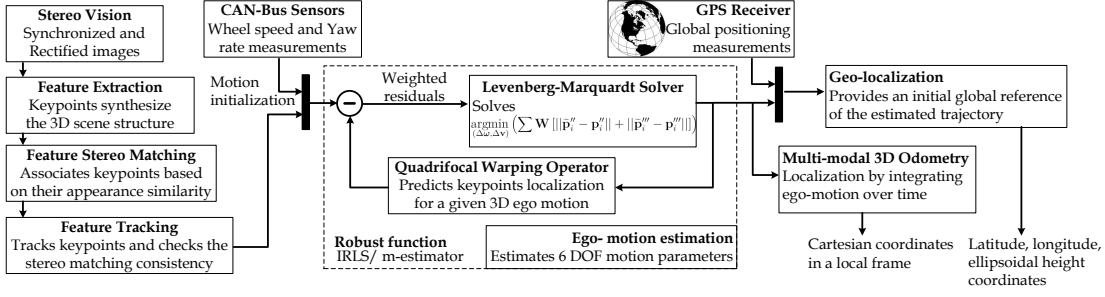 Stereo Vision
Synchronized and
Rectified images
Feature Extraction
Keypoints synthesize
the 3D scene structure
Feature Stereo Matching
Associates keypoints based
on their appearance similarity
Feature Tracking
Tracks keypoints and checks the
stereo matching consistency
CAN-Bus Sensors
Wheel speed and Yaw
rate measurements
Motion
initialization
Weighted
residuals
Levenberg-Marquardt Solver
Solves
argmin (∑ W [||p̄″ᵢ − p″ᵢ|| + ||p̄‴ᵢ − p‴ᵢ||])
(Δω,Δv)
Quadrifocal Warping Operator
Predicts keypoints localization
for a given 3D ego motion
Robust function
IRLS/ m-estimator
Ego- motion estimation
Estimates 6 DOF motion parameters
GPS Receiver
Global positioning
measurements
Geo-localization
Provides an initial global reference
of the estimated trajectory
Multi-modal 3D Odometry
Localization by integrating
ego-motion over time
Cartesian coordinates
in a local frame
Latitude, longitude,
ellipsoidal height
coordinates